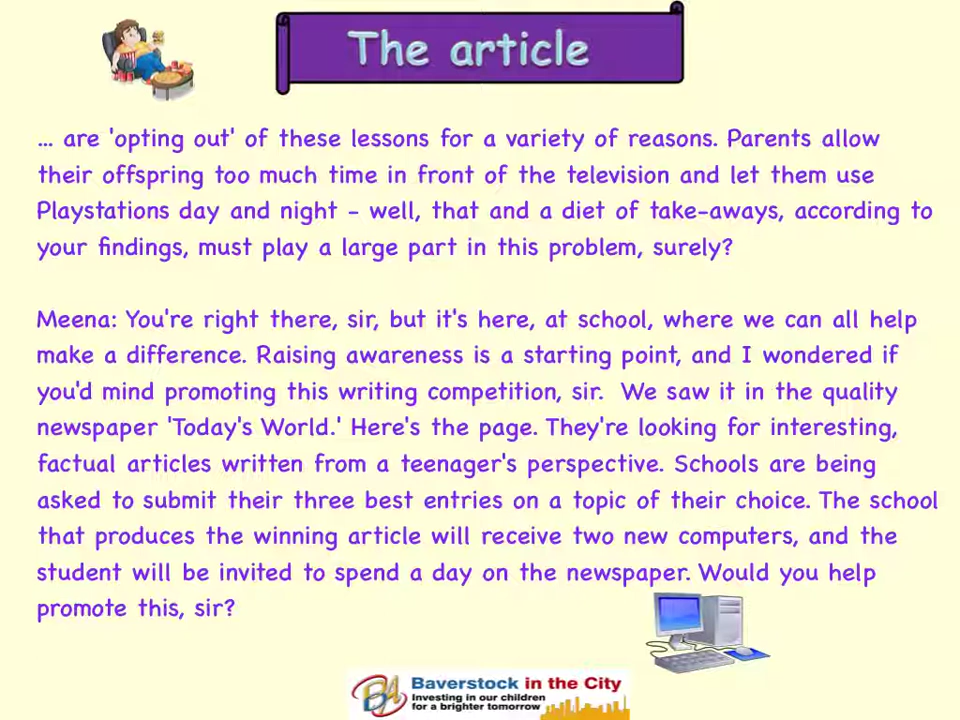 The article
... are 'opting out' of these lessons for a variety of reasons. Parents allow
their offspring too much time in front of the television and let them use
Playstations day and night - well, that and a diet of take-aways, according to
your findings, must play a large part in this problem, surely?
Meena: You're right there, sir, but it's here, at school, where we can all help
make a difference. Raising awareness is a starting point, and I wondered if
you'd mind promoting this writing competition, sir. We saw it in the quality
newspaper 'Today's World.' Here's the page. They're looking for interesting,
factual articles written from a teenager's perspective. Schools are being
asked to submit their three best entries on a topic of their choice. The school
that produces the winning article will receive two new computers, and the
student will be invited to spend a day on the newspaper. Would you help
promote this, sir?
Baverstock in the City
Investing in our children
for a brighter tomorrow